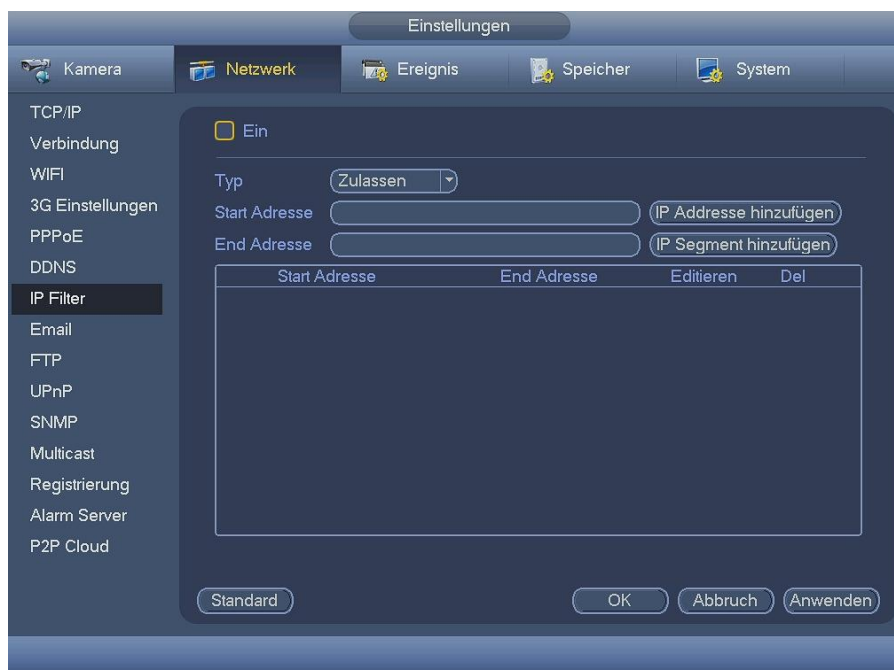 Einstellungen
Kamera Netzwerk Ereignis Speicher System
TCP/IP
Verbindung
WIFI
3G Einstellungen
PPPoE
DDNS
IP Filter
Email
FTP
UPnP
SNMP
Multicast
Registrierung
Alarm Server
P2P Cloud
Ein
Typ Zulassen
Start Adresse IP Addresse hinzufügen
End Adresse IP Segment hinzufügen
Start Adresse End Adresse Editieren Del
Standard OK Abbruch Anwenden